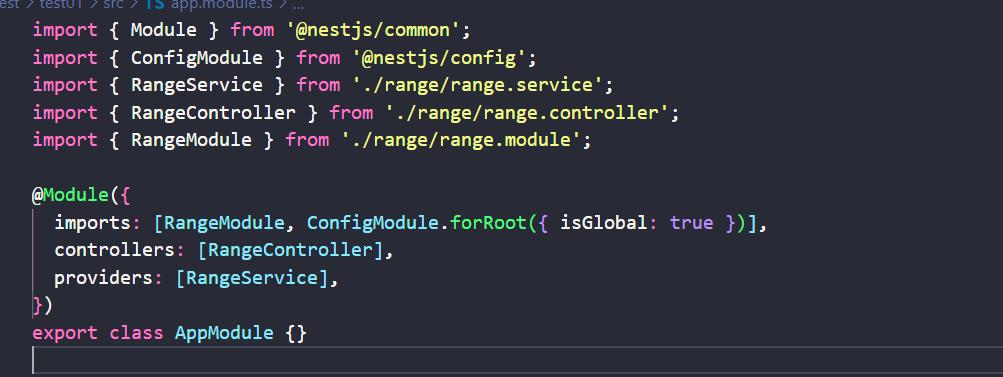 est > test01 > src > TS app.module.ts > ...
import { Module } from '@nestjs/common';
import { ConfigModule } from '@nestjs/config';
import { RangeService } from './range/range.service';
import { RangeController } from './range/range.controller';
import { RangeModule } from './range/range.module';
@Module({
  imports: [RangeModule, ConfigModule.forRoot({ isGlobal: true })],
  controllers: [RangeController],
  providers: [RangeService],
})
export class AppModule {}